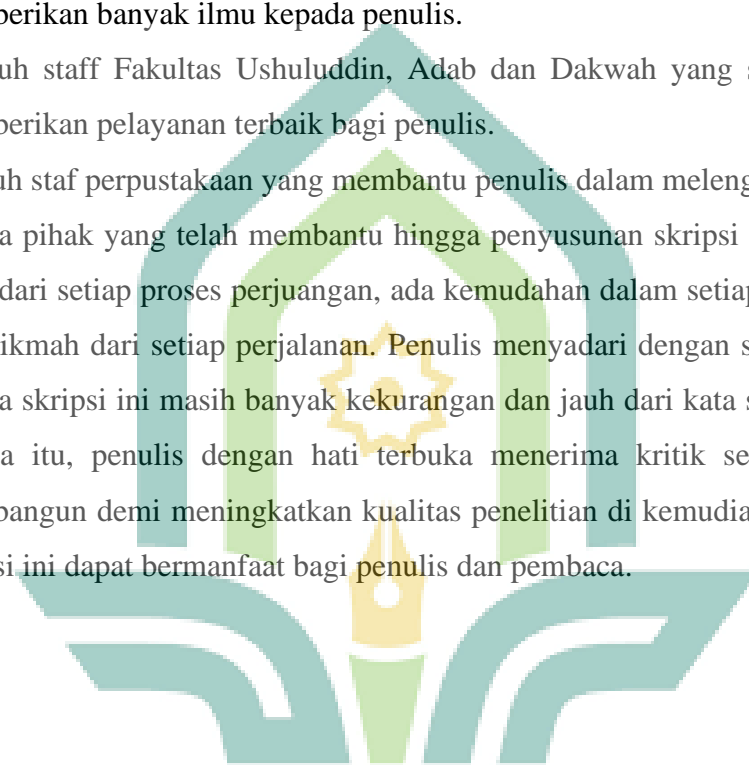 berikan banyak ilmu kepada penulis.
uh staff Fakultas Ushuluddin, Adab dan Dakwah yang s
berikan pelayanan terbaik bagi penulis.
uh staf perpustakaan yang membantu penulis dalam meleng
a pihak yang telah membantu hingga penyusunan skripsi
dari setiap proses perjuangan, ada kemudahan dalam setiap
ikmah dari setiap perjalanan. Penulis menyadari dengan s
a skripsi ini masih banyak kekurangan dan jauh dari kata s
a itu, penulis dengan hati terbuka menerima kritik se
bangun demi meningkatkan kualitas penelitian di kemudia
si ini dapat bermanfaat bagi penulis dan pembaca.